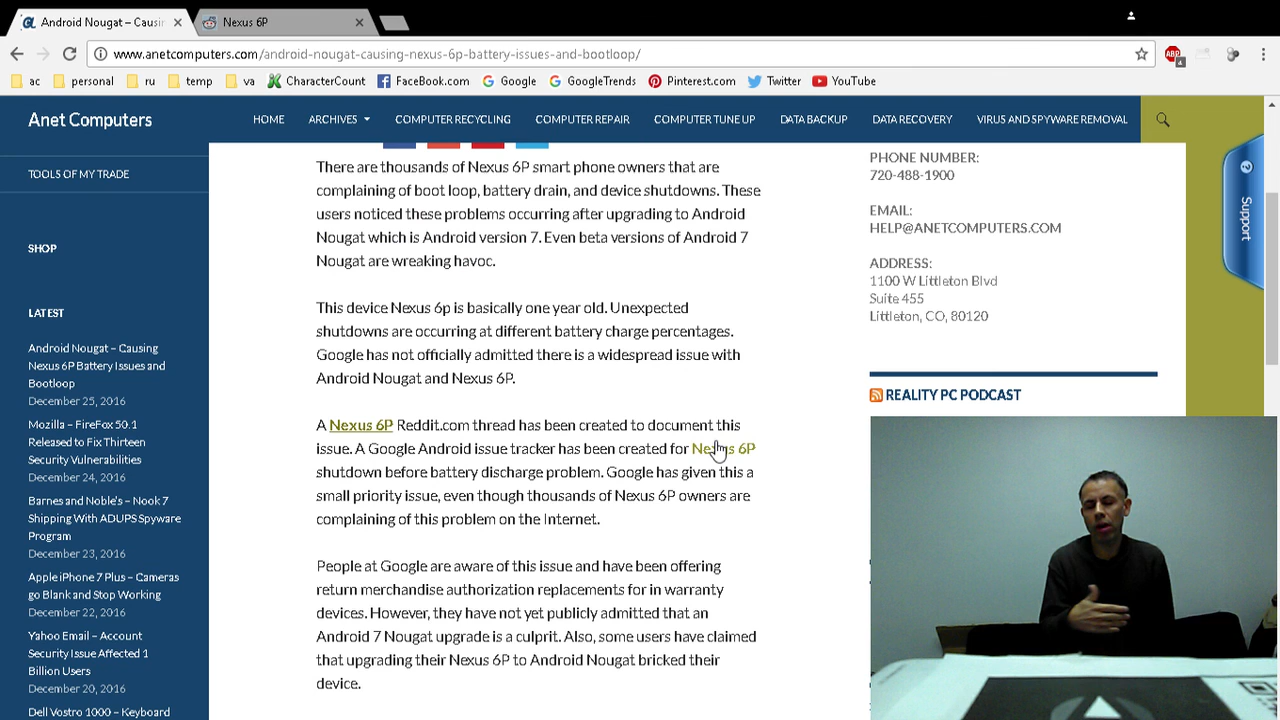 Android Nougat – Causin
Nexus 6P
www.anetcomputers.com/android-nougat-causing-nexus-6p-battery-issues-and-bootloop/
ABP
4
ac
personal
ru
temp
va
CharacterCount
FaceBook.com
Google
GoogleTrends
Pinterest.com
Twitter
YouTube
Anet Computers
HOME
ARCHIVES
COMPUTER RECYCLING
COMPUTER REPAIR
COMPUTER TUNE UP
DATA BACKUP
DATA RECOVERY
VIRUS AND SPYWARE REMOVAL
TOOLS OF MY TRADE
SHOP
LATEST
Android Nougat – Causing
Nexus 6P Battery Issues and
Bootloop
December 25, 2016
Mozilla – FireFox 50.1
Released to Fix Thirteen
Security Vulnerabilities
December 24, 2016
Barnes and Noble's – Nook 7
Shipping With ADUPS Spyware
Program
December 23, 2016
Apple iPhone 7 Plus – Cameras
go Blank and Stop Working
December 22, 2016
Yahoo Email – Account
Security Issue Affected 1
Billion Users
December 20, 2016
Dell Vostro 1000 – Keyboard
There are thousands of Nexus 6P smart phone owners that are
complaining of boot loop, battery drain, and device shutdowns. These
users noticed these problems occurring after upgrading to Android
Nougat which is Android version 7. Even beta versions of Android 7
Nougat are wreaking havoc.
This device Nexus 6p is basically one year old. Unexpected
shutdowns are occurring at different battery charge percentages.
Google has not officially admitted there is a widespread issue with
Android Nougat and Nexus 6P.
A Nexus 6P Reddit.com thread has been created to document this
issue. A Google Android issue tracker has been created for Nexus 6P
shutdown before battery discharge problem. Google has given this a
small priority issue, even though thousands of Nexus 6P owners are
complaining of this problem on the Internet.
People at Google are aware of this issue and have been offering
return merchandise authorization replacements for in warranty
devices. However, they have not yet publicly admitted that an
Android 7 Nougat upgrade is a culprit. Also, some users have claimed
that upgrading their Nexus 6P to Android Nougat bricked their
device.
PHONE NUMBER:
720-488-1900
EMAIL:
HELP@ANETCOMPUTERS.COM
ADDRESS:
1100 W Littleton Blvd
Suite 455
Littleton, CO, 80120
REALITY PC PODCAST
Support